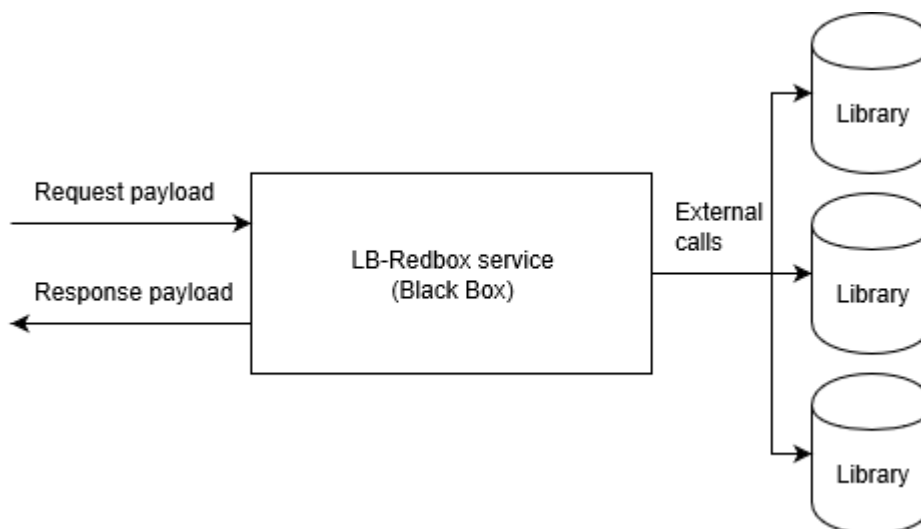 Request payload
Response payload
LB-Redbox service
(Black Box)
External
calls
Library
Library
Library